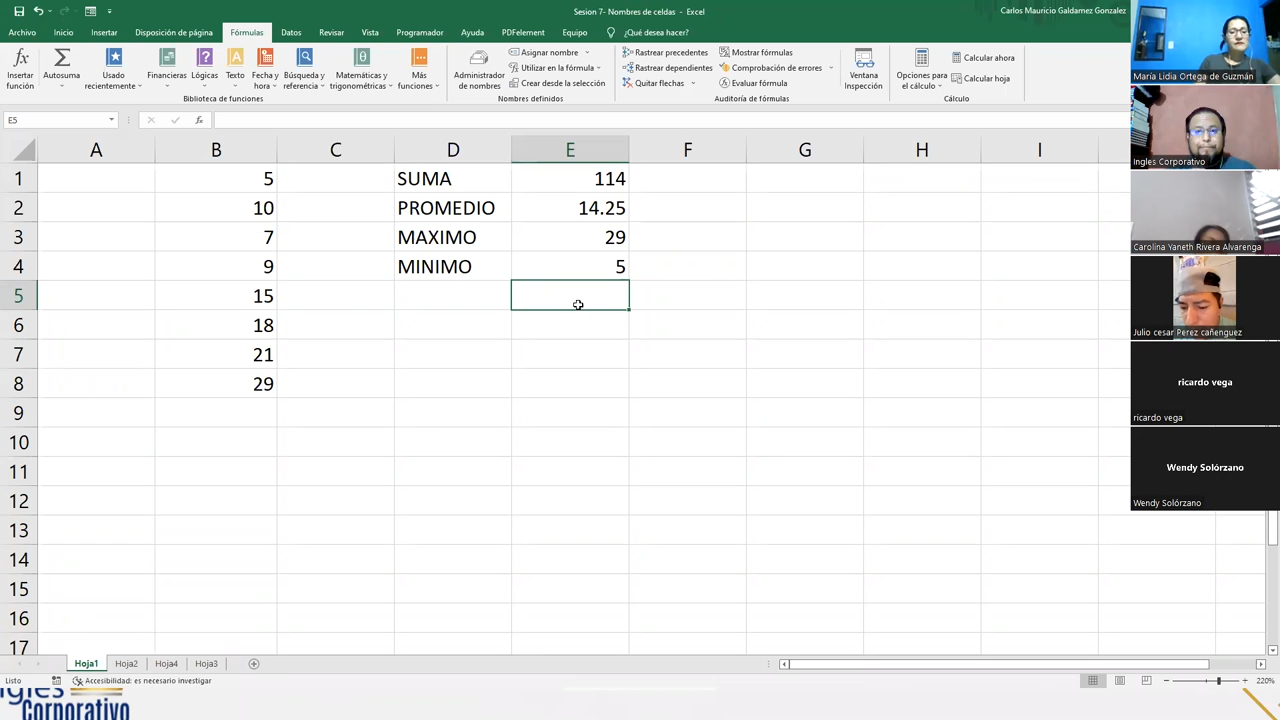 Sesion 7- Nombres de celdas - Excel
Carlos Mauricio Galdamez Gonzalez
Archivo Inicio Insertar Disposición de página Fórmulas Datos Revisar Vista Programador Ayuda PDFelement Equipo ¿Qué desea hacer?
Insertar función
Autosuma
Usado recientemente
Financieras
Lógicas
Texto
Fecha y hora
Búsqueda y referencia
Matemáticas y trigonométricas
Más funciones
Biblioteca de funciones
Administrador de nombres
Asignar nombre
Utilizar en la fórmula
Crear desde la selección
Nombres definidos
Rastrear precedentes
Rastrear dependientes
Quitar flechas
Mostrar fórmulas
Comprobación de errores
Evaluar fórmula
Auditoría de fórmulas
Ventana Inspección
Opciones para el cálculo
Calcular ahora
Calcular hoja
Cálculo
E5
fx
A B C D E F G H I
1 5 SUMA 114
2 10 PROMEDIO 14.25
3 7 MAXIMO 29
4 9 MINIMO 5
5 15
6 18
7 21
8 29
9
10
11
12
13
14
15
16
17
Hoja1 Hoja2 Hoja4 Hoja3
Listo
Accesibilidad: es necesario investigar
220%
Ingles
Corporativo
María Lidia Ortega de Guzmán
Ingles Corporativo
Carolina Yaneth Rivera Alvarenga
Julio cesar Perez cañenguez
ricardo vega
ricardo vega
Wendy Solórzano
Wendy Solórzano